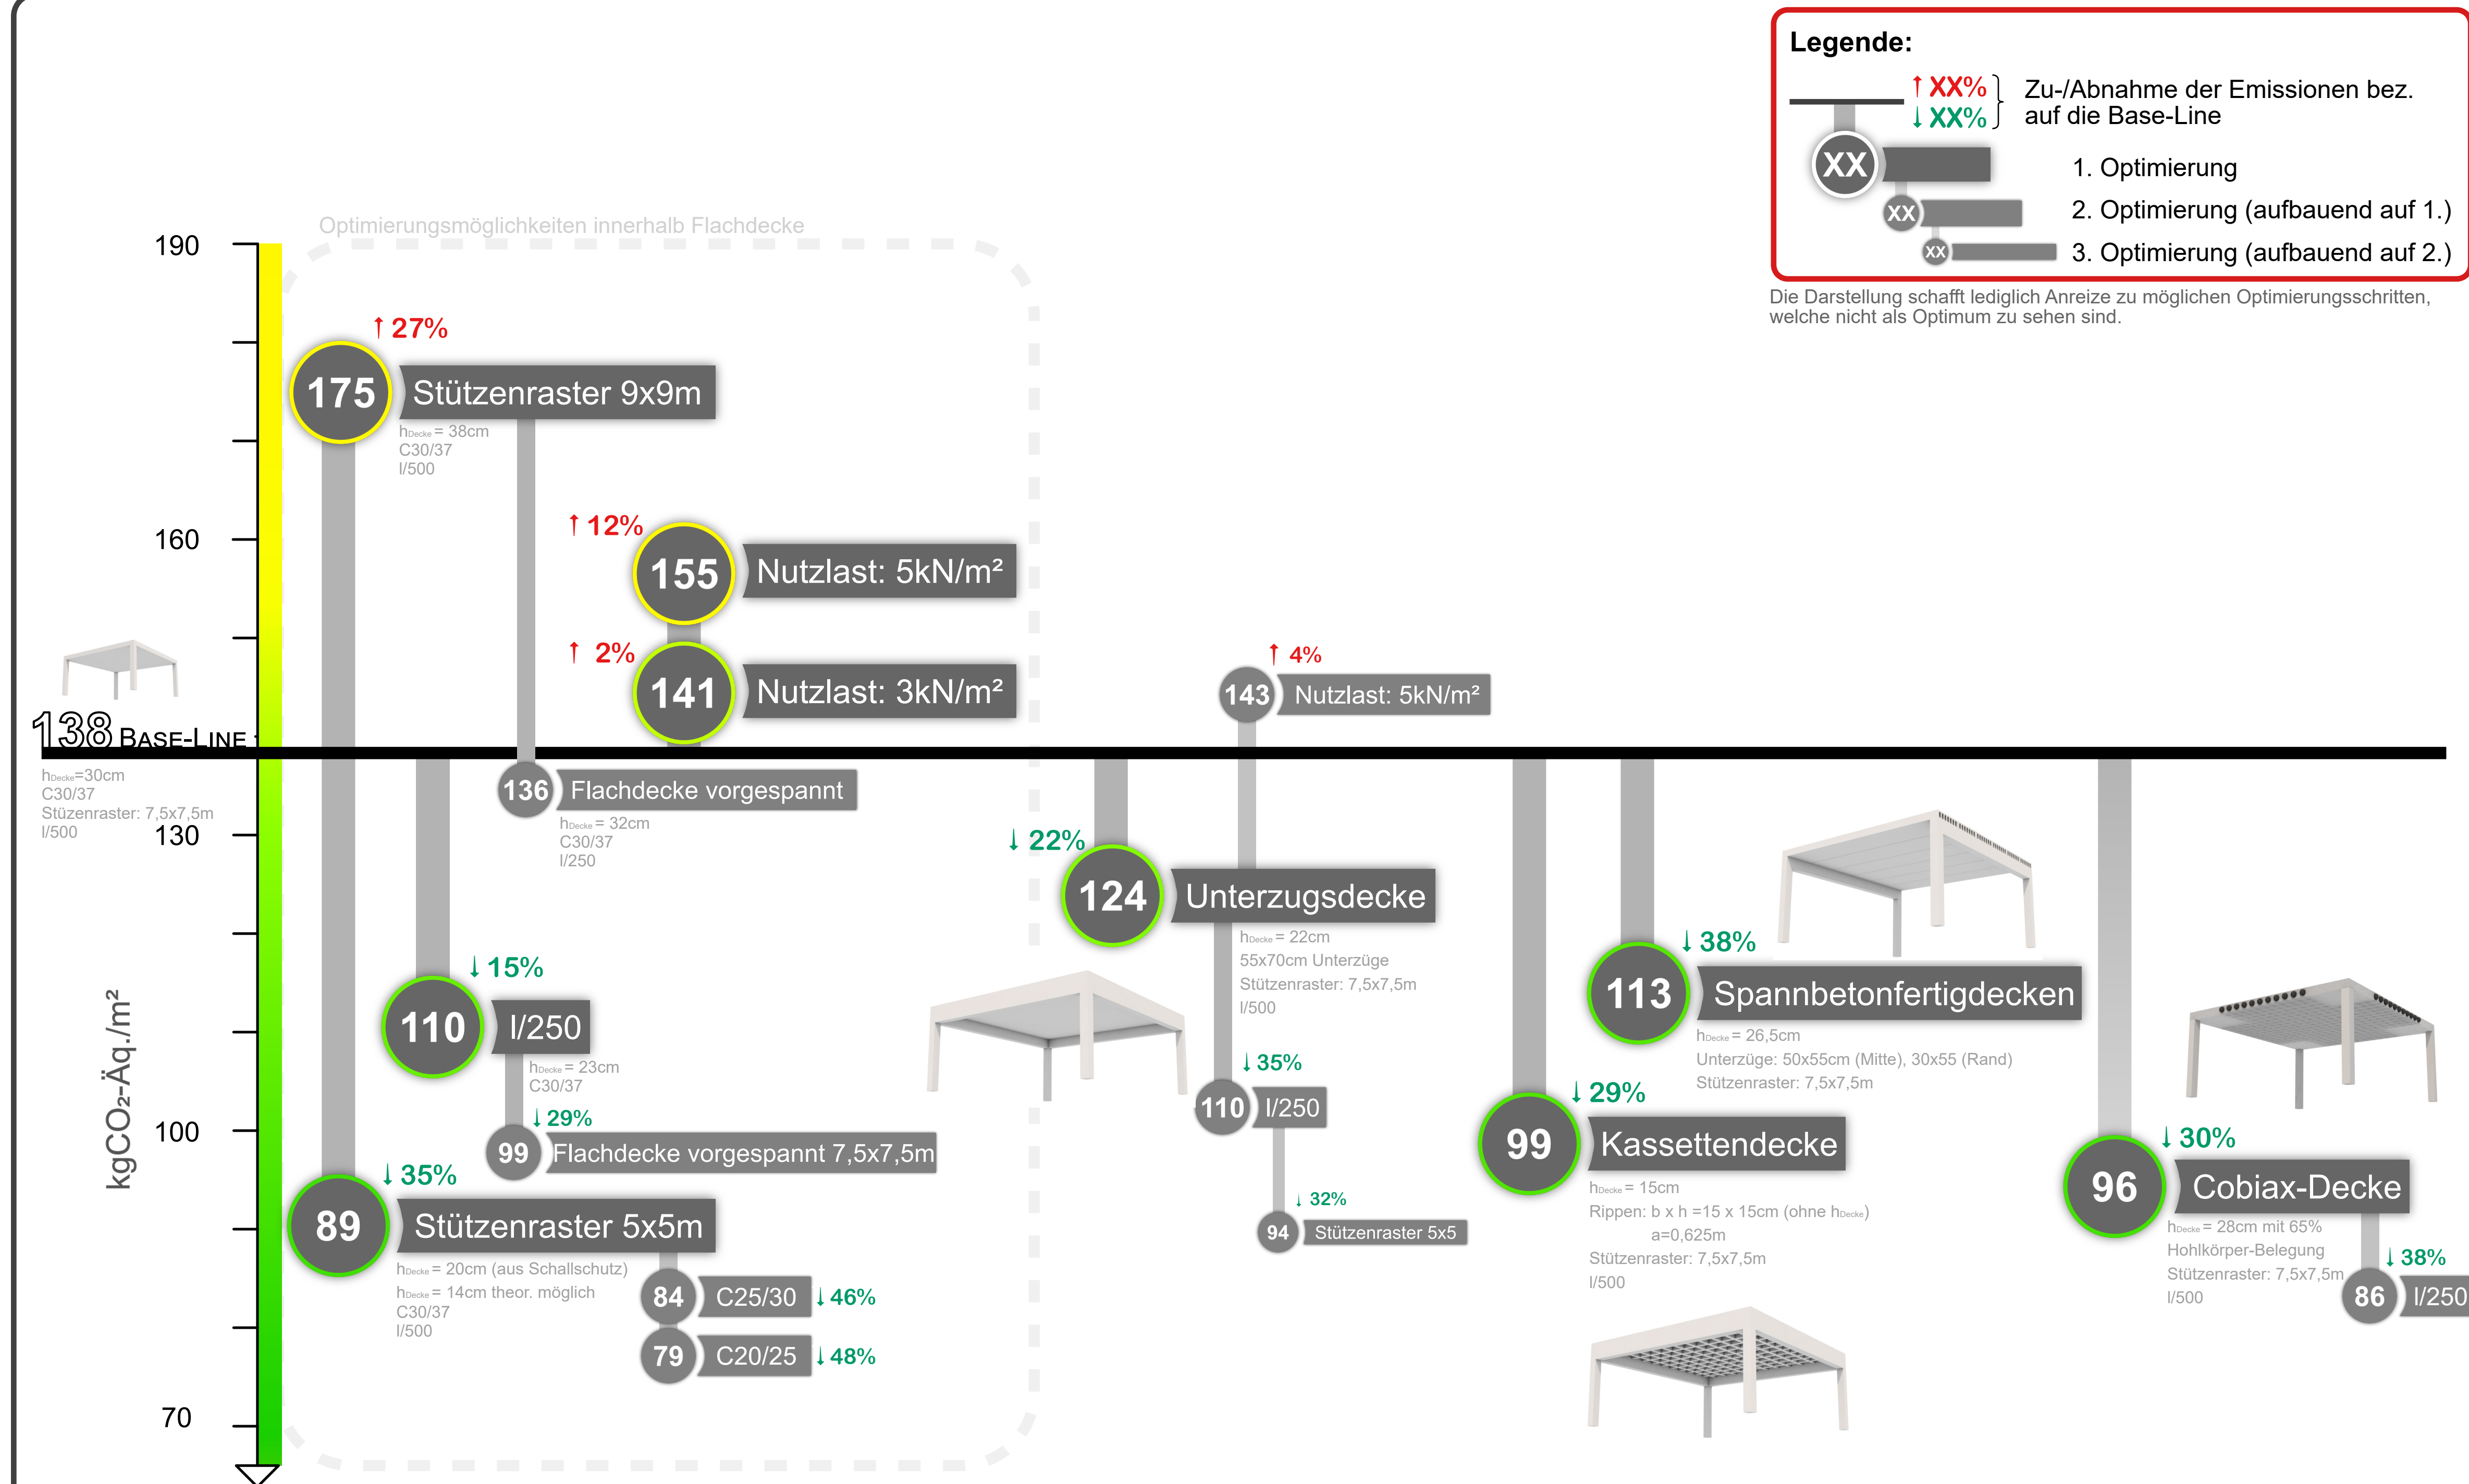 Legende:
↑ XX%
↓ XX%
Zu-/Abnahme der Emissionen bez.
auf die Base-Line
XX
1. Optimierung
XX
2. Optimierung (aufbauend auf 1.)
XX
3. Optimierung (aufbauend auf 2.)
Die Darstellung schafft lediglich Anreize zu möglichen Optimierungsschritten,
welche nicht als Optimum zu sehen sind.
Optimierungsmöglichkeiten innerhalb Flachdecke
190
160
130
100
70
kgCO₂-Äq./m²
138 BASE-LINE
hDecke=30cm
C30/37
Stüzenraster: 7,5x7,5m
l/500
↑ 27%
175 Stützenraster 9x9m
hDecke = 38cm
C30/37
l/500
↑ 12%
155 Nutzlast: 5kN/m²
↑ 2%
141 Nutzlast: 3kN/m²
136 Flachdecke vorgespannt
hDecke = 32cm
C30/37
l/250
↓ 15%
110 l/250
hDecke = 23cm
C30/37
↓ 29%
99 Flachdecke vorgespannt 7,5x7,5m
↓ 35%
89 Stützenraster 5x5m
hDecke = 20cm (aus Schallschutz)
hDecke = 14cm theor. möglich
C30/37
l/500
84 C25/30 ↓ 46%
79 C20/25 ↓ 48%
↑ 4%
143 Nutzlast: 5kN/m²
↓ 22%
124 Unterzugsdecke
hDecke = 22cm
55x70cm Unterzüge
Stützenraster: 7,5x7,5m
l/500
↓ 35%
110 l/250
↓ 32%
94 Stützenraster 5x5
↓ 38%
113 Spannbetonfertigdecken
hDecke = 26,5cm
Unterzüge: 50x55cm (Mitte), 30x55 (Rand)
Stützenraster: 7,5x7,5m
↓ 29%
99 Kassettendecke
hDecke = 15cm
Rippen: b x h =15 x 15cm (ohne hDecke)
a=0,625m
Stützenraster: 7,5x7,5m
l/500
↓ 30%
96 Cobiax-Decke
hDecke = 28cm mit 65%
Hohlkörper-Belegung
Stützenraster: 7,5x7,5m
l/500
↓ 38%
86 l/250